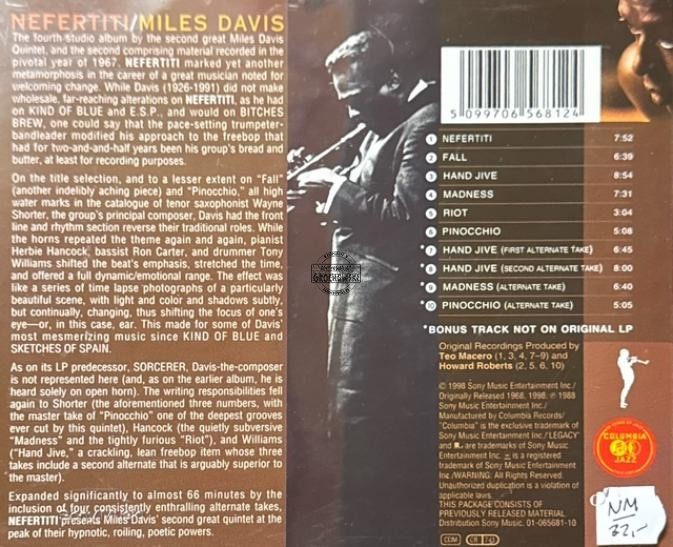 NEFERTITI/MILES DAVIS
The fourth studio album by the second great Miles Davis
Quintet, and the second comprising material recorded in the
pivotal year of 1967, NEFERTITI marked yet another
metamorphosis in the career of a great musician noted for
welcoming change. While Davis (1926-1991) did not make
wholesale, far-reaching alterations on NEFERTITI, as he had
on KIND OF BLUE and E.S.P., and would on BITCHES
BREW, one could say that the pace-setting trumpeter-
bandleader modified his approach to the freebop that
had for two-and-and-half years been his group's bread and
butter, at least for recording purposes.
On the title selection, and to a lesser extent on "Fall"
(another indelibly aching piece) and "Pinocchio," all high
water marks in the catalogue of tenor saxophonist Wayne
Shorter, the group's principal composer, Davis had the front
line and rhythm section reverse their traditional roles. While
the horns repeated the theme again and again, pianist
Herbie Hancock, bassist Ron Carter, and drummer Tony
Williams shifted the beat's emphasis, stretched the time
and offered a full dynamic/emotional range. The effect was
like a series of time lapse photographs of a particularly
beautiful scene, with light and color and shadows subtly,
but continually, changing, thus shifting the focus of one's
eye—or, in this case, ear. This made for some of Davis'
most mesmerizing music since KIND OF BLUE and
SKETCHES OF SPAIN.
As on its LP predecessor, SORCERER, Davis-the-composer
is not represented here (and, as on the earlier album, he is
heard solely on open horn). The writing responsibilities fell
again to Shorter (the aforementioned three numbers, with
the master take of "Pinocchio" one of the deepest grooves
ever cut by this quintet), Hancock (the quietly subversive
"Madness" and the tightly furious "Riot"), and Williams
("Hand Jive," a crackling, lean freebop item whose three
takes include a second alternate that is arguably superior to
the master).
Expanded significantly to almost 66 minutes by the
inclusion of four consistently enthralling alternate takes,
NEFERTITI presents Miles Davis' second great quintet at the
peak of their hypnotic, roiling, poetic powers.
GROCHOWSKI
5 099706 568124
1 NEFERTITI 7:52
2 FALL 6:39
3 HAND JIVE 8:54
4 MADNESS 7:31
5 RIOT 3:04
6 PINOCCHIO 5:08
*7 HAND JIVE (FIRST ALTERNATE TAKE) 6:45
*8 HAND JIVE (SECOND ALTERNATE TAKE) 8:00
*9 MADNESS (ALTERNATE TAKE) 6:40
*10 PINOCCHIO (ALTERNATE TAKE) 5:05
*BONUS TRACK NOT ON ORIGINAL LP
Original Recordings Produced by
Teo Macero (1, 3, 4, 7-9) and
Howard Roberts (2, 5, 6, 10)
© 1998 Sony Music Entertainment Inc./
Originally Released 1968, 1998. ℗ 1988
Sony Music Entertainment Inc./
Manufactured by Columbia Records/
"Columbia" is the exclusive trademark of
Sony Music Entertainment Inc./'LEGACY'
and are trademarks of Sony Music
Entertainment Inc. is a registered
trademark of Sony Music Entertainment
Inc./WARNING: All Rights Reserved.
Unauthorized duplication is a violation of
applicable laws.
THIS PACKAGE CONSISTS OF
PREVIOUSLY RELEASED MATERIAL
Distribution Sony Music. 01-065681-10
COLUMBIA
JAZZ
NM
32,-